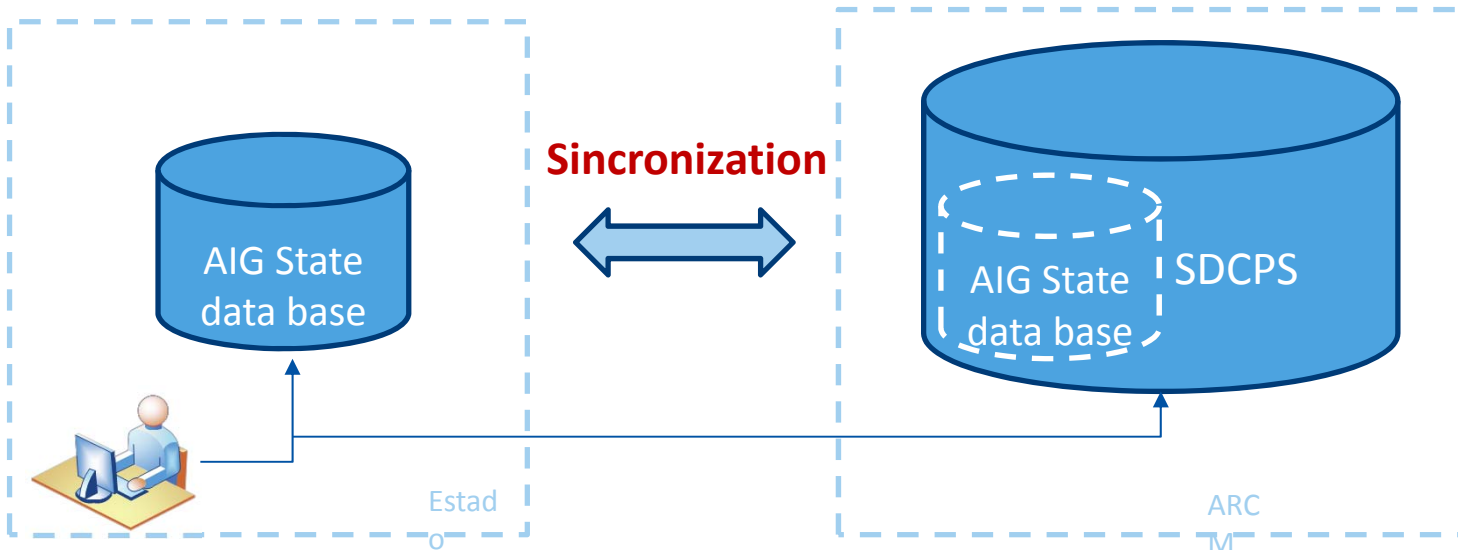 Sincronization
AIG State
data base
AIG State
data base
SDCPS
Estad
o
ARC
M